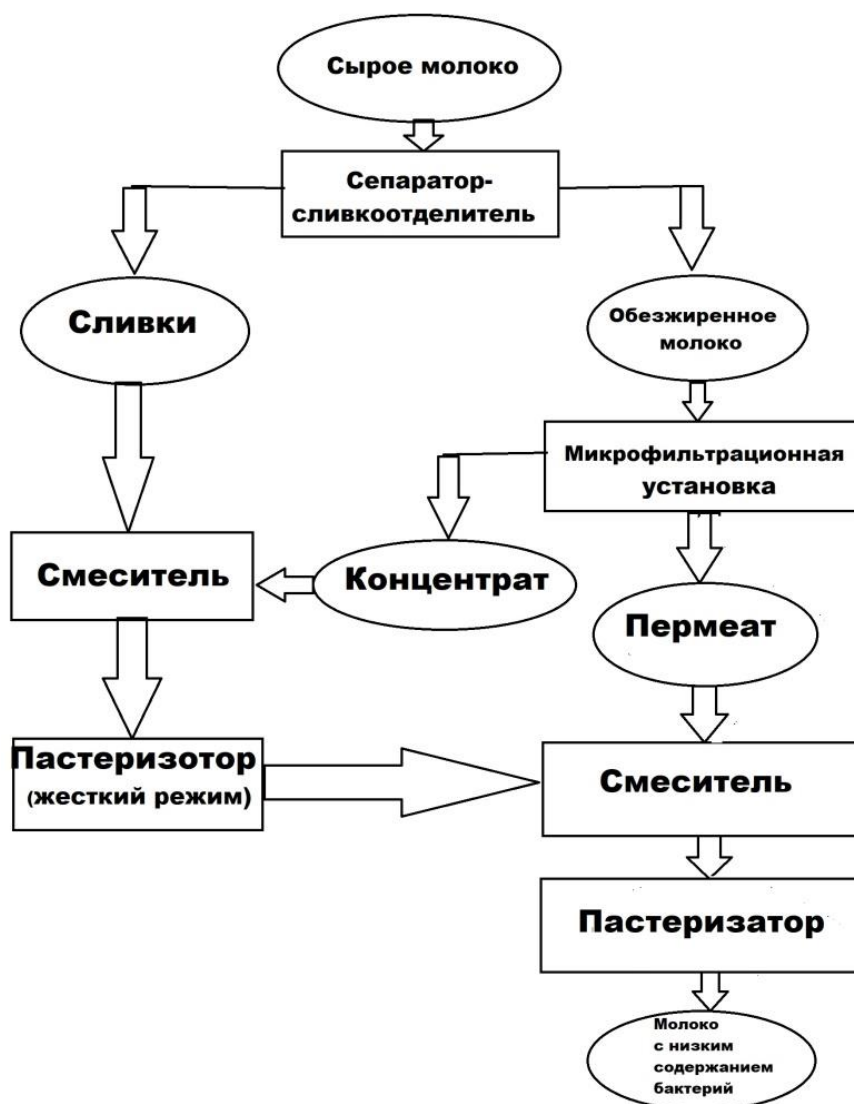 Сырое молоко
Сепаратор-
сливкоотделитель
Сливки
Обезжиренное
молоко
Микрофильтрационная
установка
Смеситель
Концентрат
Пермеат
Пастеризотор
(жесткий режим)
Смеситель
Пастеризатор
Молоко
с низким
содержанием
бактерий